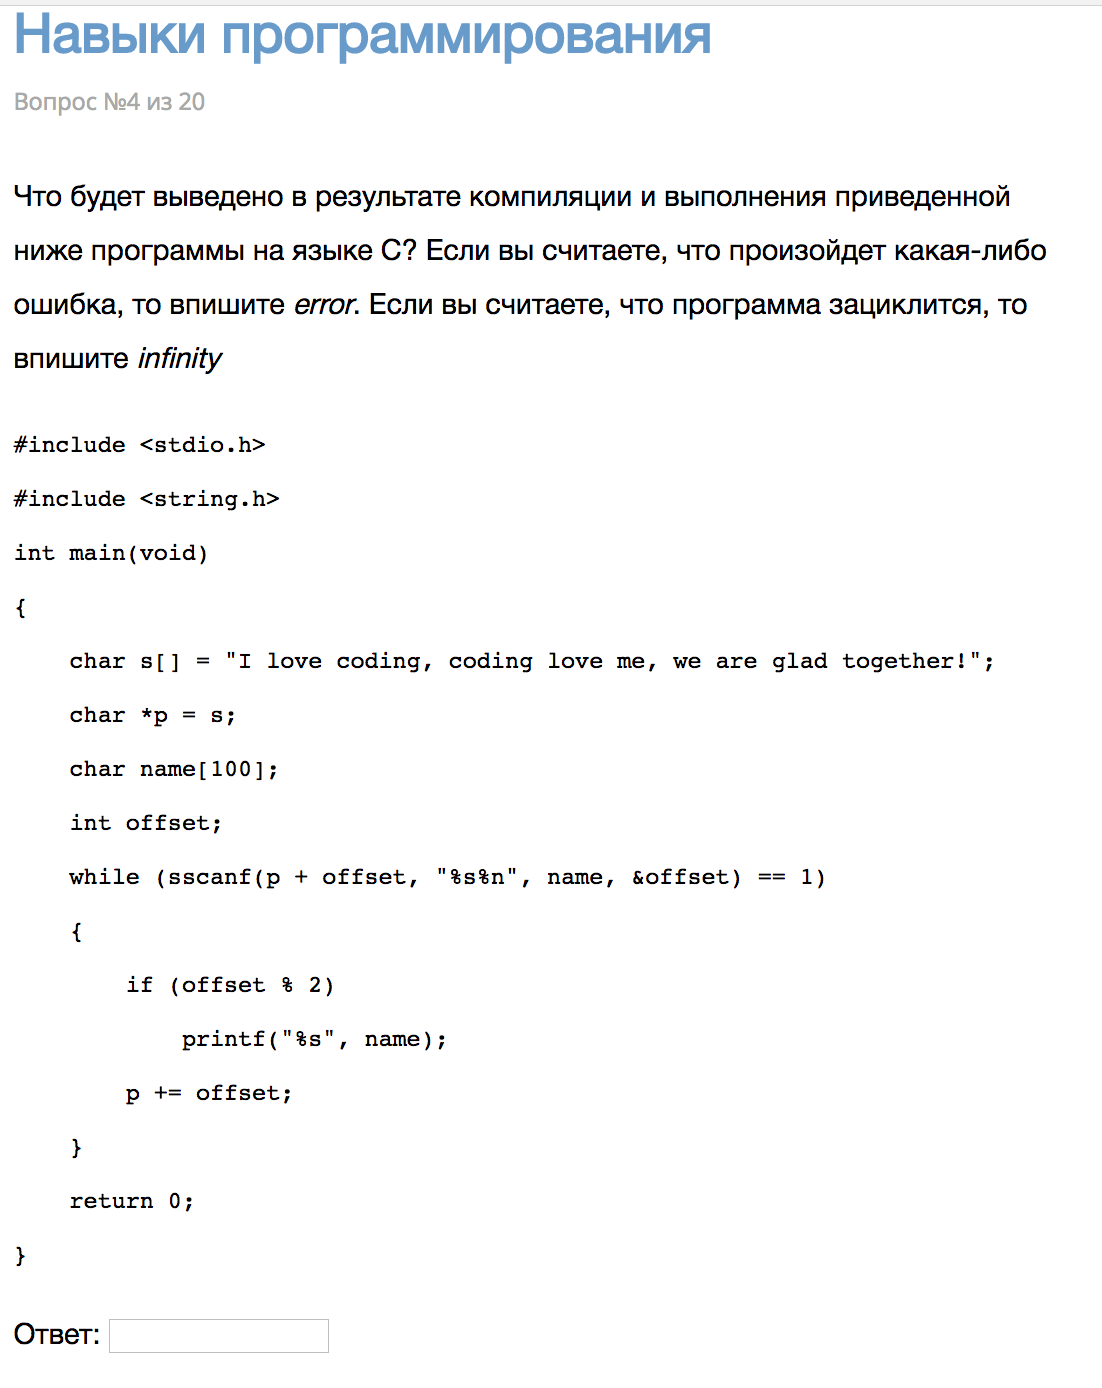 Навыки программирования
Вопрос №4 из 20
Что будет выведено в результате компиляции и выполнения приведенной
ниже программы на языке C? Если вы считаете, что произойдет какая-либо
ошибка, то впишите error. Если вы считаете, что программа зациклится, то
впишите infinity
#include <stdio.h>
#include <string.h>
int main(void)
{
    char s[] = "I love coding, coding love me, we are glad together!";
    char *p = s;
    char name[100];
    int offset;
    while (sscanf(p + offset, "%s%n", name, &offset) == 1)
    {
        if (offset % 2)
            printf("%s", name);
        p += offset;
    }
    return 0;
}
Ответ: